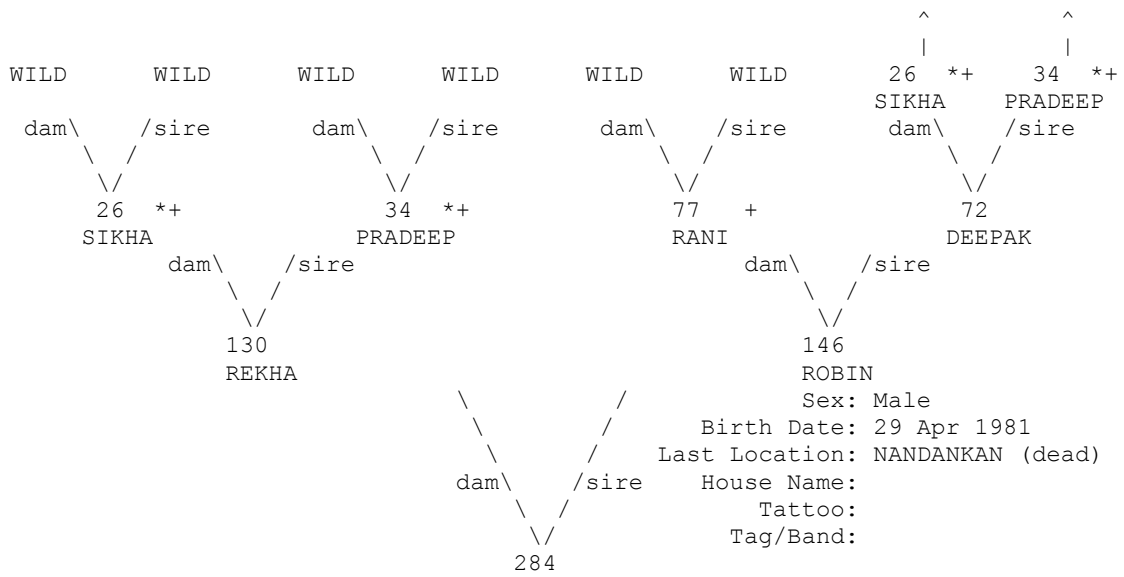 ^ ^
| |
WILD WILD WILD WILD WILD WILD 26 *+ 34 *+
SIKHA PRADEEP
dam\ /sire dam\ /sire dam\ /sire dam\ /sire
\ / \ / \ / \ /
\/ \/ \/ \/
26 *+ 34 *+ 77 + 72
SIKHA PRADEEP RANI DEEPAK
dam\ /sire dam\ /sire
\ / \ /
\/ \/
130 146
REKHA ROBIN
\ / Sex: Male
\ / Birth Date: 29 Apr 1981
\ / Last Location: NANDANKAN (dead)
dam\ /sire House Name:
\ / Tattoo:
\/ Tag/Band:
284